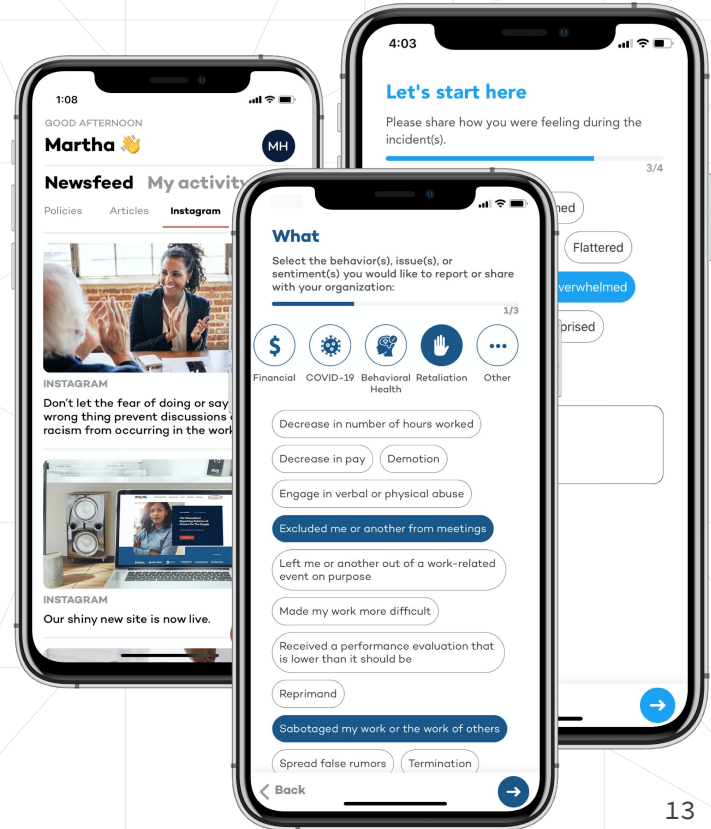 1:08
GOOD AFTERNOON
Martha 👋
MH
Newsfeed My activity
Policies Articles Instagram
INSTAGRAM
Don't let the fear of doing or say
wrong thing prevent discussions
racism from occurring in the work
INSTAGRAM
Our shiny new site is now live.
What
Select the behavior(s), issue(s), or
sentiment(s) you would like to report or share
with your organization:
1/3
$
Financial COVID-19 Behavioral Health Retaliation Other
Decrease in number of hours worked
Decrease in pay Demotion
Engage in verbal or physical abuse
Excluded me or another from meetings
Left me or another out of a work-related
event on purpose
Made my work more difficult
Received a performance evaluation that
is lower than it should be
Reprimand
Sabotaged my work or the work of others
Spread false rumors Termination
Back
4:03
Let's start here
Please share how you were feeling during the
incident(s).
3/4
ned
Flattered
verwhelmed
prised
13